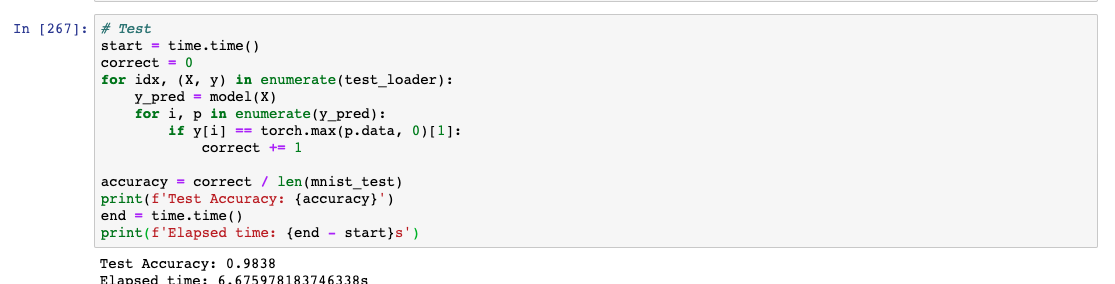 In [267]: # Test
start = time.time()
correct = 0
for idx, (X, y) in enumerate(test_loader):
    y_pred = model(X)
    for i, p in enumerate(y_pred):
        if y[i] == torch.max(p.data, 0)[1]:
            correct += 1

accuracy = correct / len(mnist_test)
print(f'Test Accuracy: {accuracy}')
end = time.time()
print(f'Elapsed time: {end - start}s')
Test Accuracy: 0.9838
Elapsed time: 6.675978183746338s